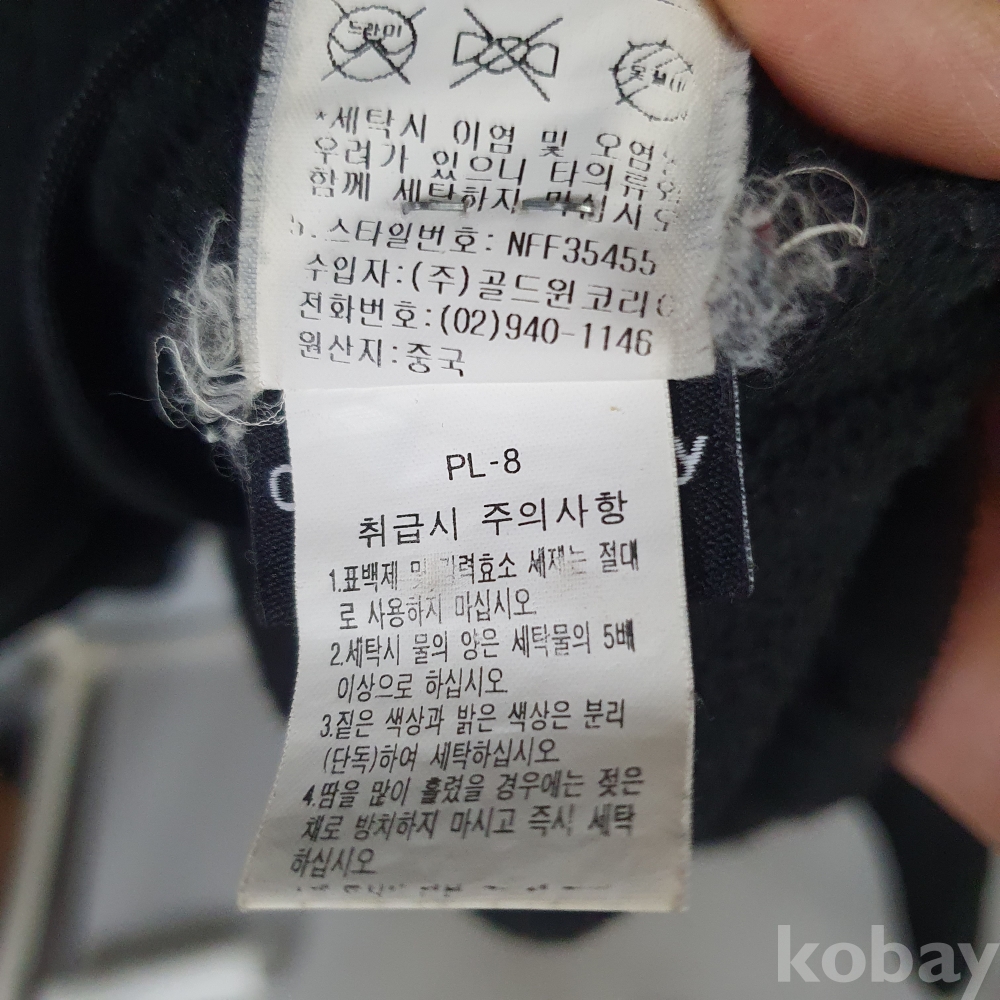 드라이
*세탁시 이염 및 오염
우려가 있으니 타의류
함께 세탁하지 마십시오
스타일번호: NFF35455
수입자:(주)골드윈코리
전화번호:(02)940-1146
원산지:중국
y
PL-8
취급시 주의사항
1.표백제 및 효소 세제는 절대
로 사용하지 마십시오
2.세탁시 물의 양은 세탁물의 5배
이상으로 하십시오
3.짙은 색상과 밝은 색상은 분리
(단독)하여 세탁하십시오
4.땀을 많이 흘렸을 경우에는 젖은
채로 방치하지 마시고 즉시 세탁
하십시오
kobay